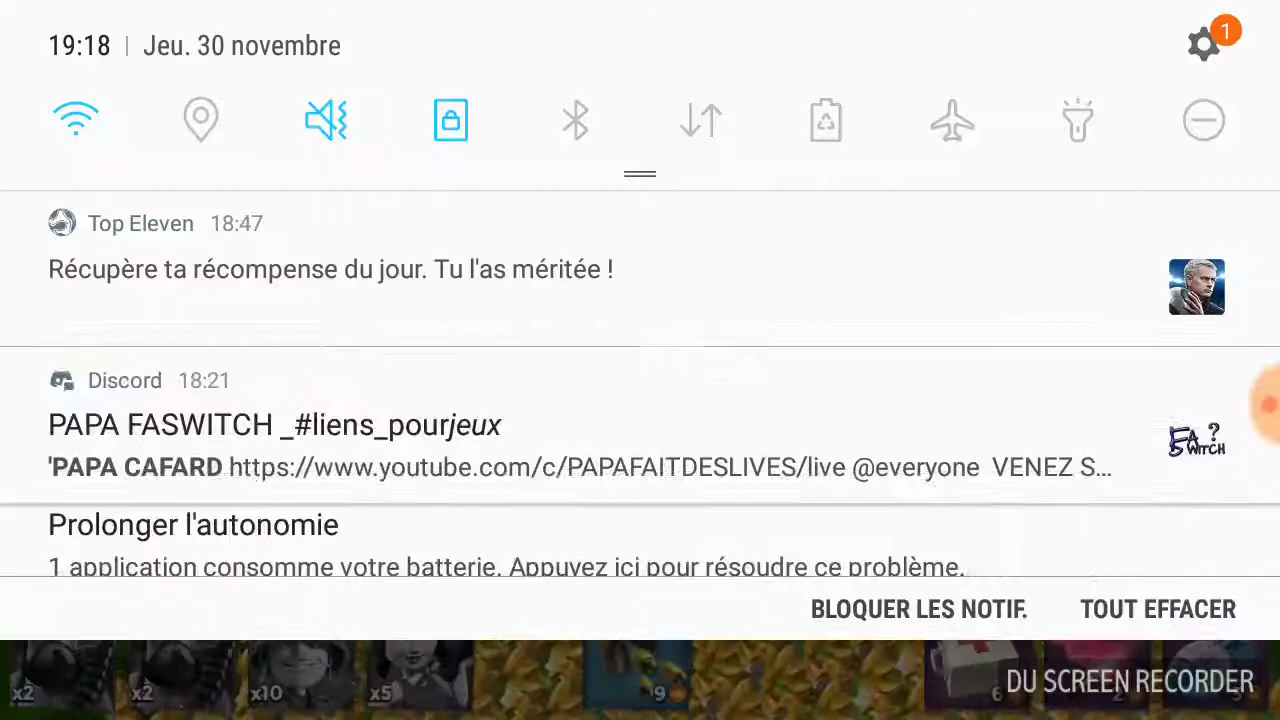 19:18 | Jeu. 30 novembre
1
Top Eleven 18:47
Récupère ta récompense du jour. Tu l'as méritée !
Discord 18:21
PAPA FASWITCH _#liens_pourjeux
'PAPA CAFARD https://www.youtube.com/c/PAPAFAITDESLIVES/live @everyone VENEZ S...
FA ?
SWITCH
Prolonger l'autonomie
1 application consomme votre batterie. Appuyez ici pour résoudre ce problème.
BLOQUER LES NOTIF. TOUT EFFACER
x2 x2 x10 x5 9 6
DU SCREEN RECORDER